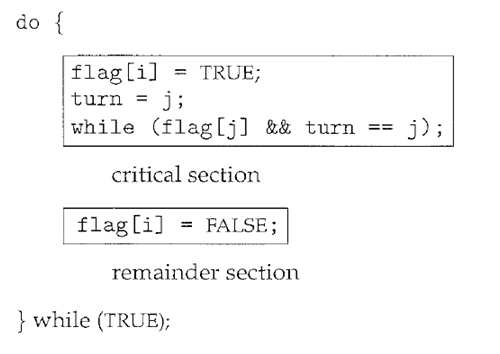 do {
flag[i] = TRUE;
turn = j;
while (flag[j] && turn == j);
critical section
flag[i] = FALSE;
remainder section
} while (TRUE);